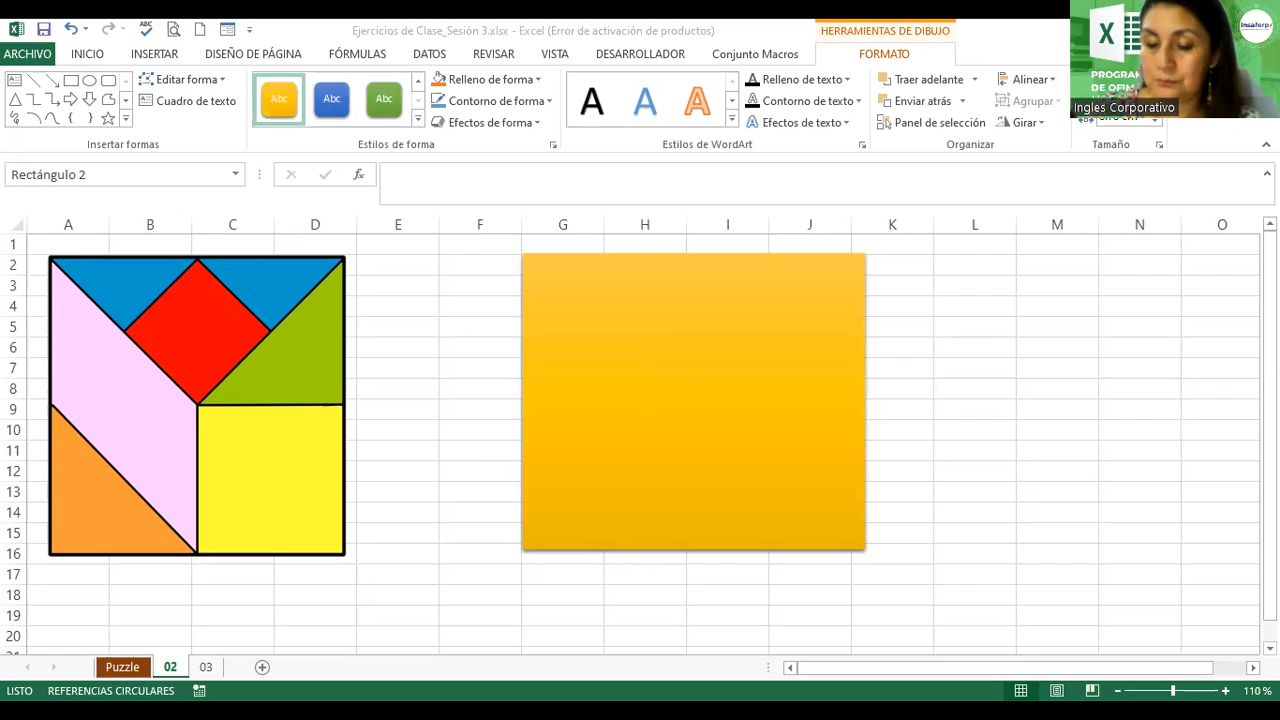 Ejercicios de Clase_Sesión 3.xlsx - Excel (Error de activación de productos)
HERRAMIENTAS DE DIBUJO
ARCHIVO INICIO INSERTAR DISEÑO DE PÁGINA FÓRMULAS DATOS REVISAR VISTA DESARROLLADOR Conjunto Macros FORMATO
Editar forma
Cuadro de texto
Insertar formas
Abc Abc Abc
Relleno de forma
Contorno de forma
Efectos de forma
Estilos de forma
A A A
Relleno de texto
Contorno de texto
Efectos de texto
Estilos de WordArt
Traer adelante
Enviar atrás
Panel de selección
Alinear
Agrupar
Girar
Organizar
Tamaño
X
Insaforp
PROGRAM
DE OFI
Ingles Corporativo
Rectángulo 2
fx
A B C D E F G H I J K L M N O
1
2
3
4
5
6
7
8
9
10
11
12
13
14
15
16
17
18
19
20
Puzzle 02 03
LISTO REFERENCIAS CIRCULARES
110 %